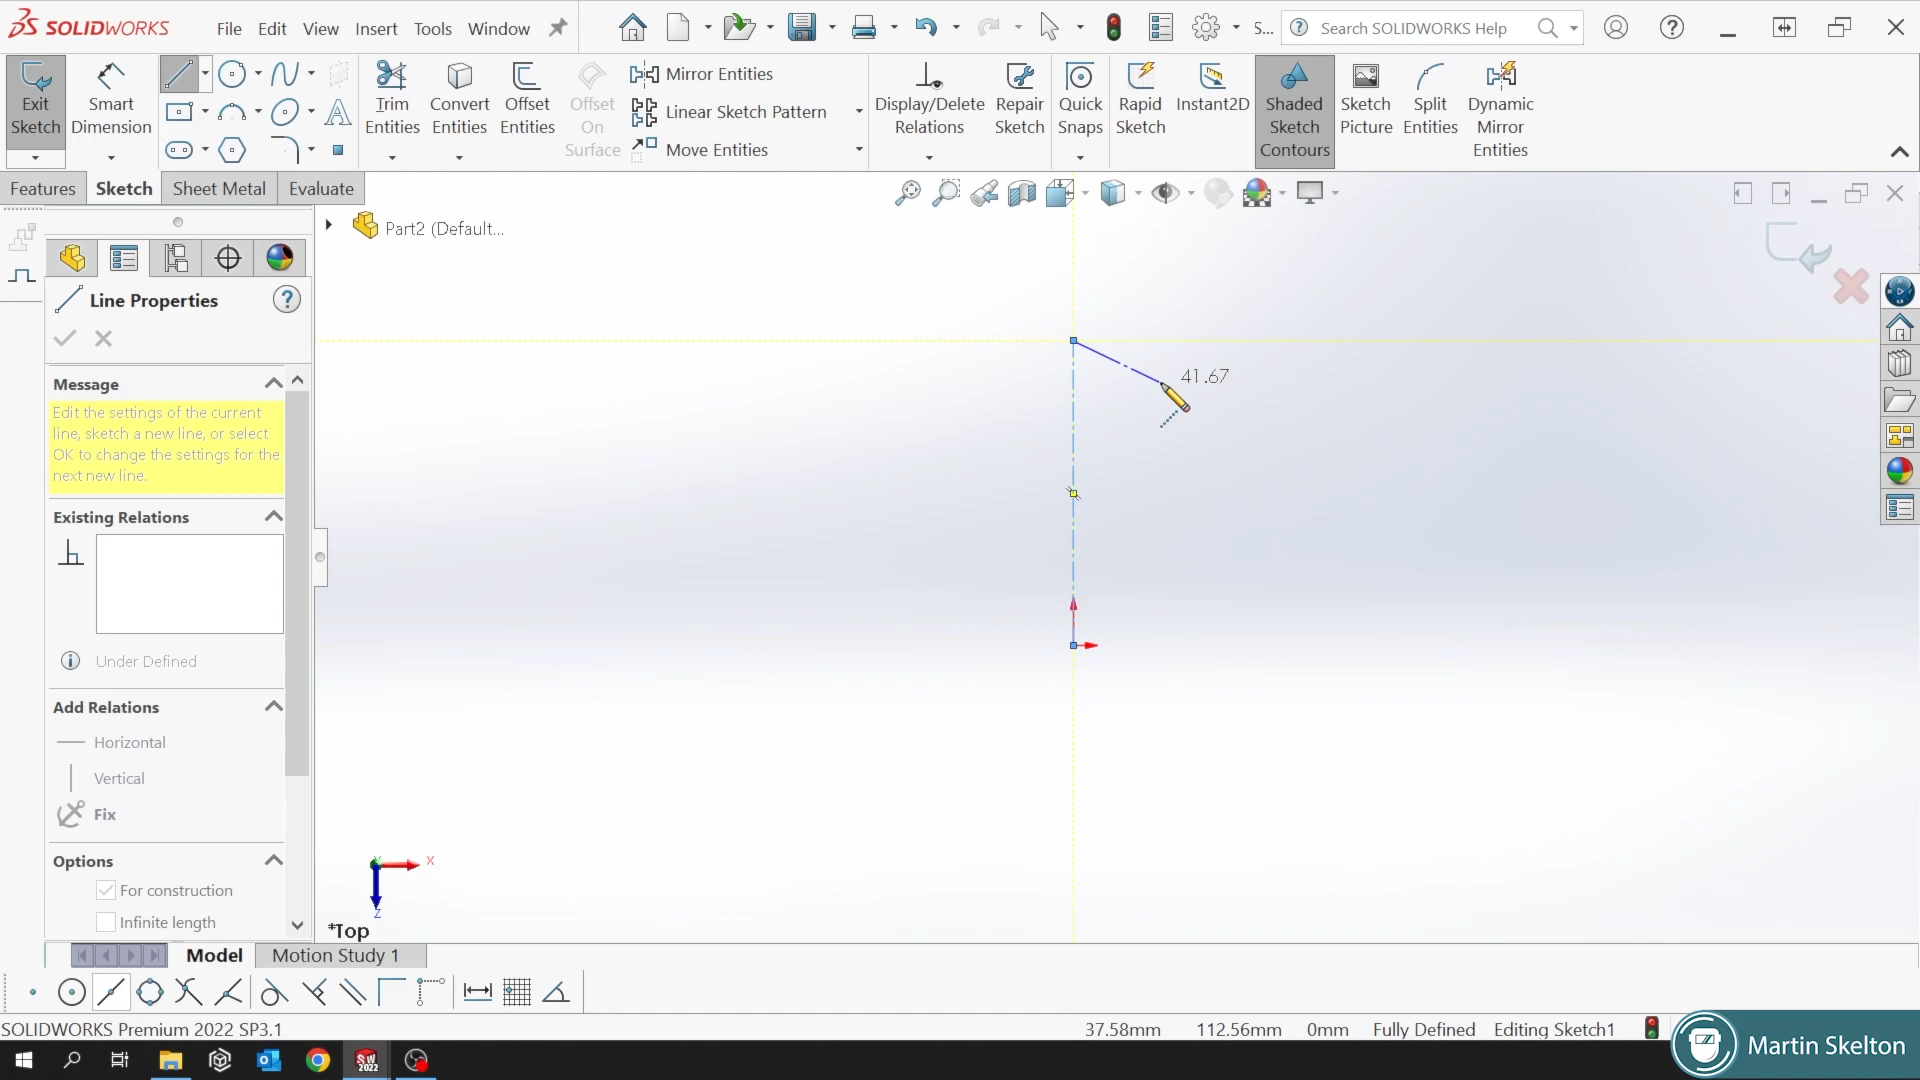 SOLIDWORKS File Edit View Insert Tools Window S... Search SOLIDWORKS Help
Exit Sketch
Smart Dimension
Trim Entities
Convert Entities
Offset Entities
Offset On Surface
Mirror Entities
Linear Sketch Pattern
Move Entities
Display/Delete Relations
Repair Sketch
Quick Snaps
Rapid Sketch
Instant2D
Shaded Sketch Contours
Sketch Picture
Split Entities
Dynamic Mirror Entities
Features Sketch Sheet Metal Evaluate
Part2 (Default...
Line Properties
Message
Edit the settings of the current
line, sketch a new line, or select
OK to change the settings for the
next new line.
Existing Relations
Under Defined
Add Relations
Horizontal
Vertical
Fix
Options
For construction
Infinite length
41.67
X
Y
Z
*Top
Model Motion Study 1
SOLIDWORKS Premium 2022 SP3.1 37.58mm 112.56mm 0mm Fully Defined Editing Sketch1
SW 2022
Martin Skelton